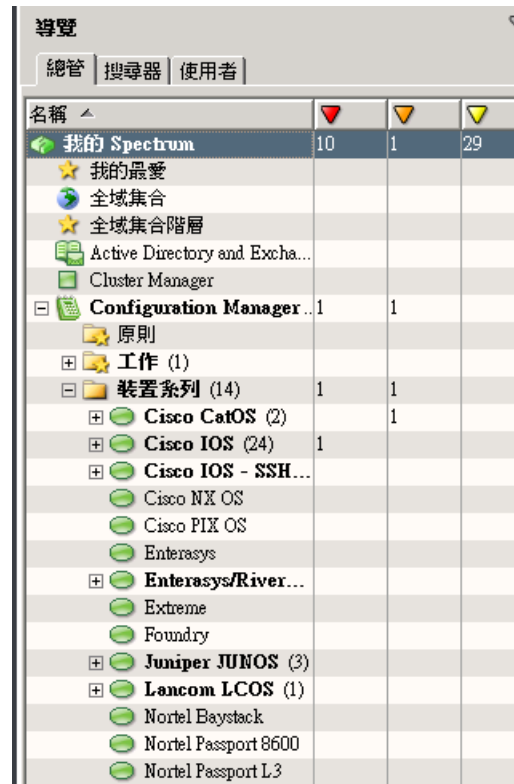 導覽
總管 搜尋器 使用者
名稱
我的 Spectrum 10 1 29
我的最愛
全域集合
全域集合階層
Active Directory and Excha...
Cluster Manager
Configuration Manager .. 1 1
原則
工作 (1)
裝置系列 (14) 1 1
Cisco CatOS (2) 1
Cisco IOS (24) 1
Cisco IOS - SSH...
Cisco NX OS
Cisco PIX OS
Enterasys
Enterasys/River...
Extreme
Foundry
Juniper JUNOS (3)
Lancom LCOS (1)
Nortel Baystack
Nortel Passport 8600
Nortel Passport L3